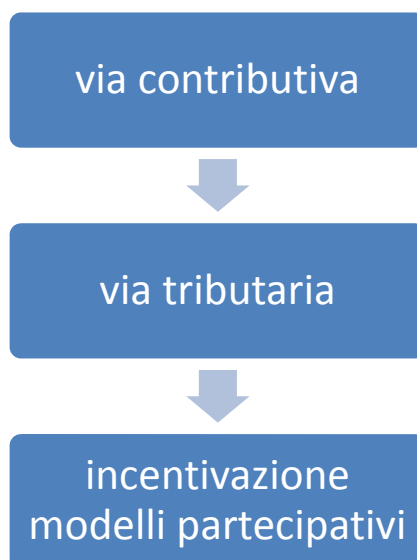 via contributiva
via tributaria
incentivazione
modelli partecipativi